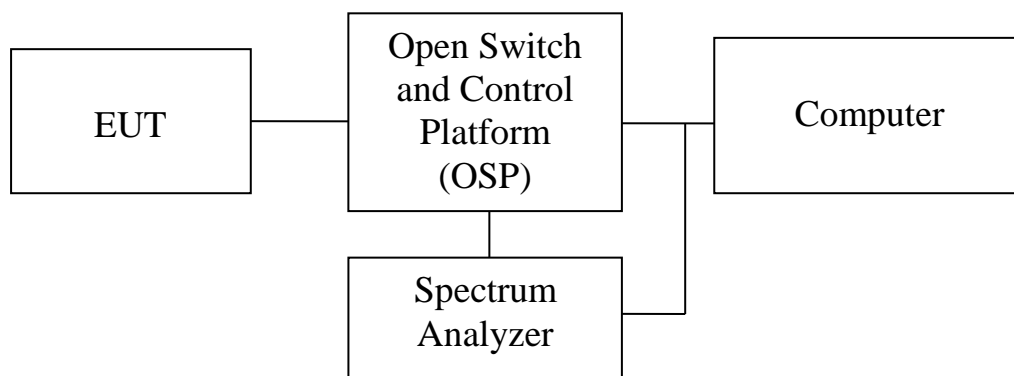 EUT
Open Switch
and Control
Platform
(OSP)
Computer
Spectrum
Analyzer